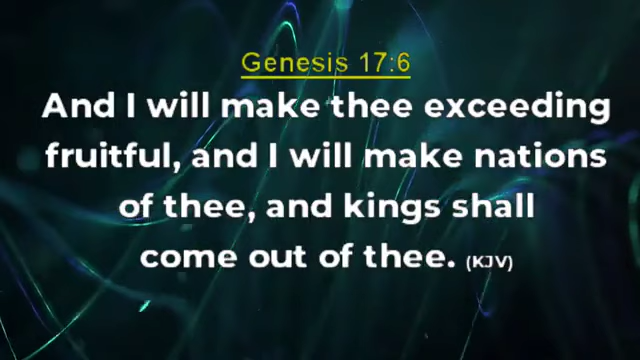 Genesis 17:6
And I will make thee exceeding
fruitful, and I will make nations
of thee, and kings shall
come out of thee. (KJV)